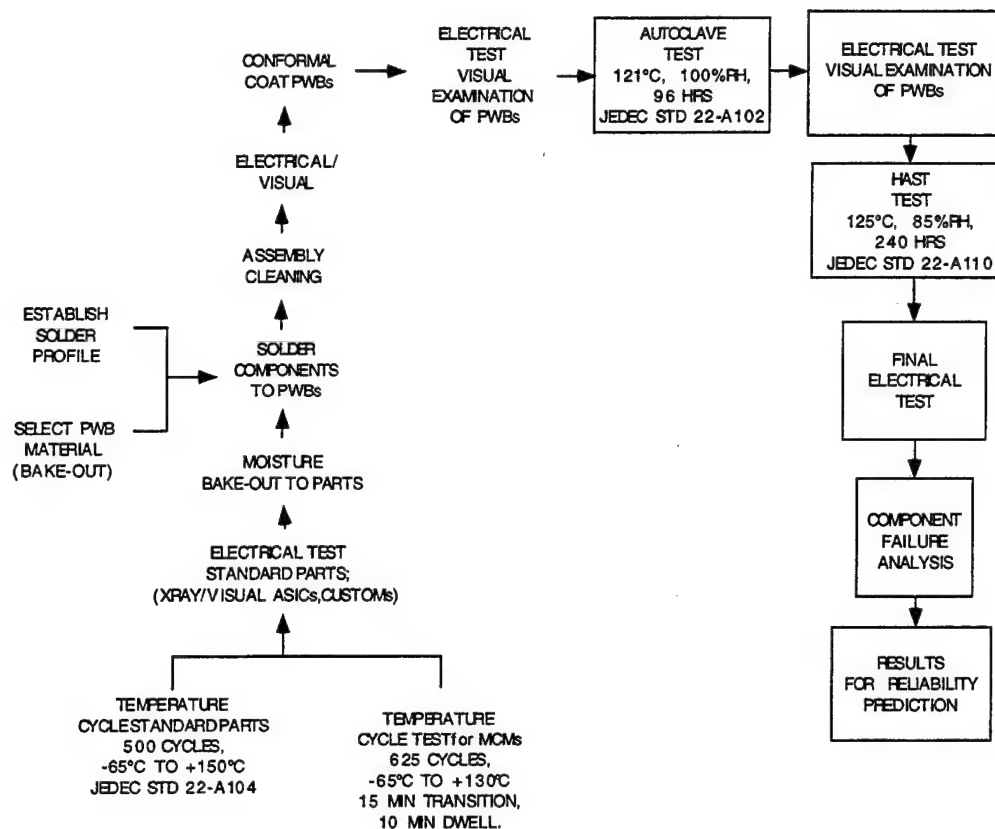 CONFORMAL
COAT PWBs
ELECTRICAL
TEST
VISUAL
EXAMINATION
OF PWBs
AUTOCLAVE
TEST
121°C, 100%RH,
96 HRS
JEDEC STD 22-A102
ELECTRICAL TEST
VISUAL EXAMINATION
OF PWBs
ELECTRICAL/
VISUAL
HAST
TEST
125°C, 85%RH,
240 HRS
JEDEC STD 22-A110
ASSEMBLY
CLEANING
ESTABLISH
SOLDER
PROFILE
SOLDER
COMPONENTS
TO PWBs
FINAL
ELECTRICAL
TEST
SELECT PWB
MATERIAL
(BAKE-OUT)
MOISTURE
BAKE-OUT TO PARTS
COMPONENT
FAILURE
ANALYSIS
ELECTRICAL TEST
STANDARD PARTS;
(XRAY/VISUAL ASICs,CUSTOMs)
RESULTS
FOR RELIABILITY
PREDICTION
TEMPERATURE
CYCLE STANDARD PARTS
500 CYCLES,
-65°C TO +150°C
JEDEC STD 22-A104
TEMPERATURE
CYCLE TEST for MCMs
625 CYCLES,
-65°C TO +130°C
15 MIN TRANSITION,
10 MIN DWELL.